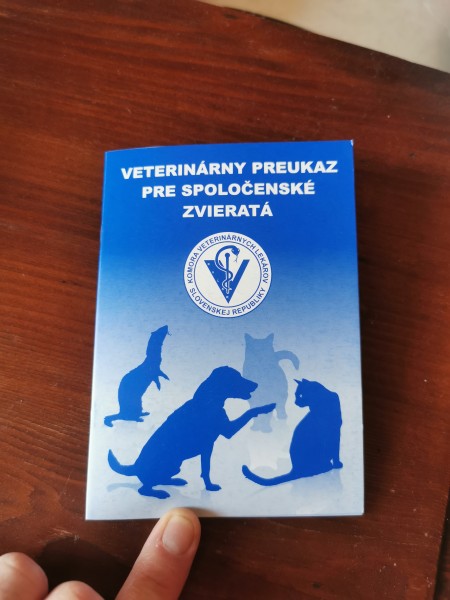 VETERINÁRNY PREUKAZ
PRE SPOLOČENSKÉ
ZVIERATÁ
KOMORA VETERINÁRNYCH LEKÁROV
SLOVENSKEJ REPUBLIKY